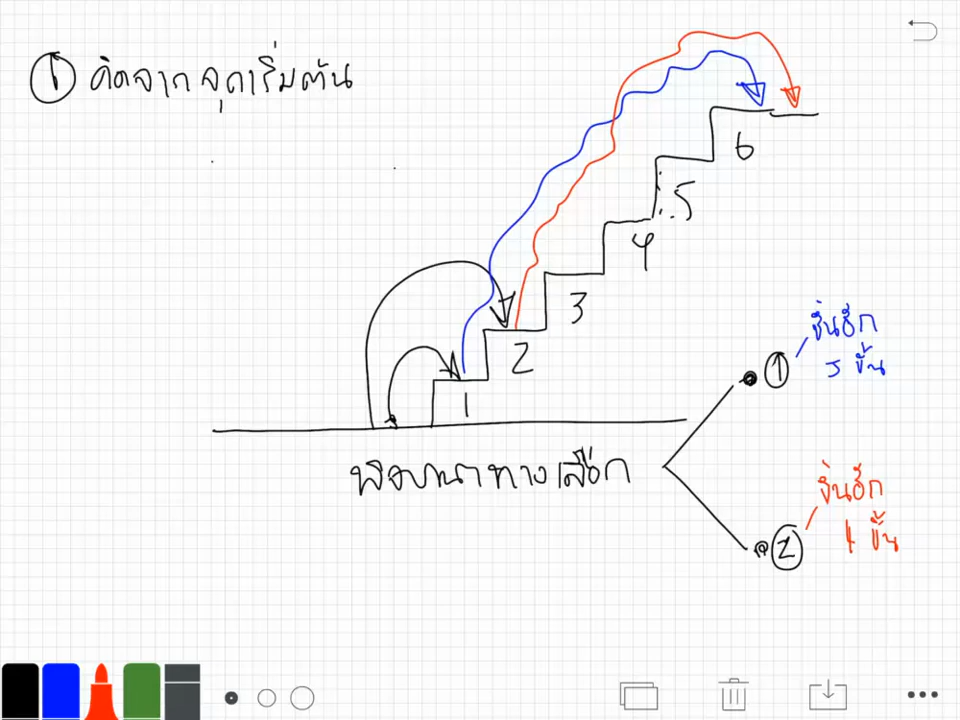 ① คิดจากจุดเริ่มต้น
6
5
4
3
2
1
พิจารณาทางเลือก
① ขึ้นอีก
5 ขั้น
② ขึ้นอีก
4 ขั้น